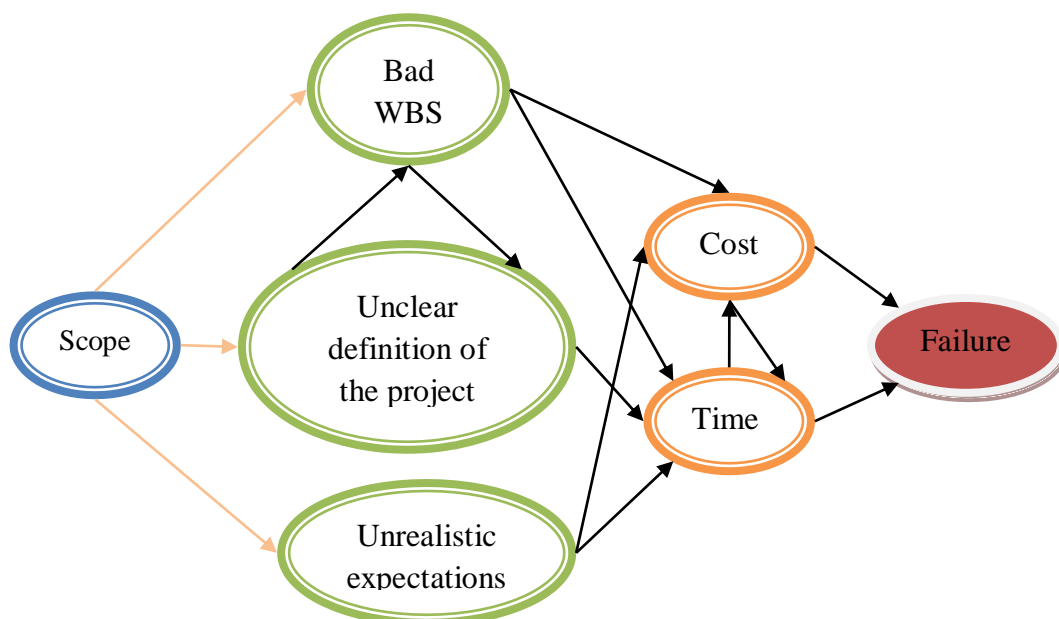 Bad
WBS
Cost
Scope
Unclear
definition of
the project
Failure
Time
Unrealistic
expectations